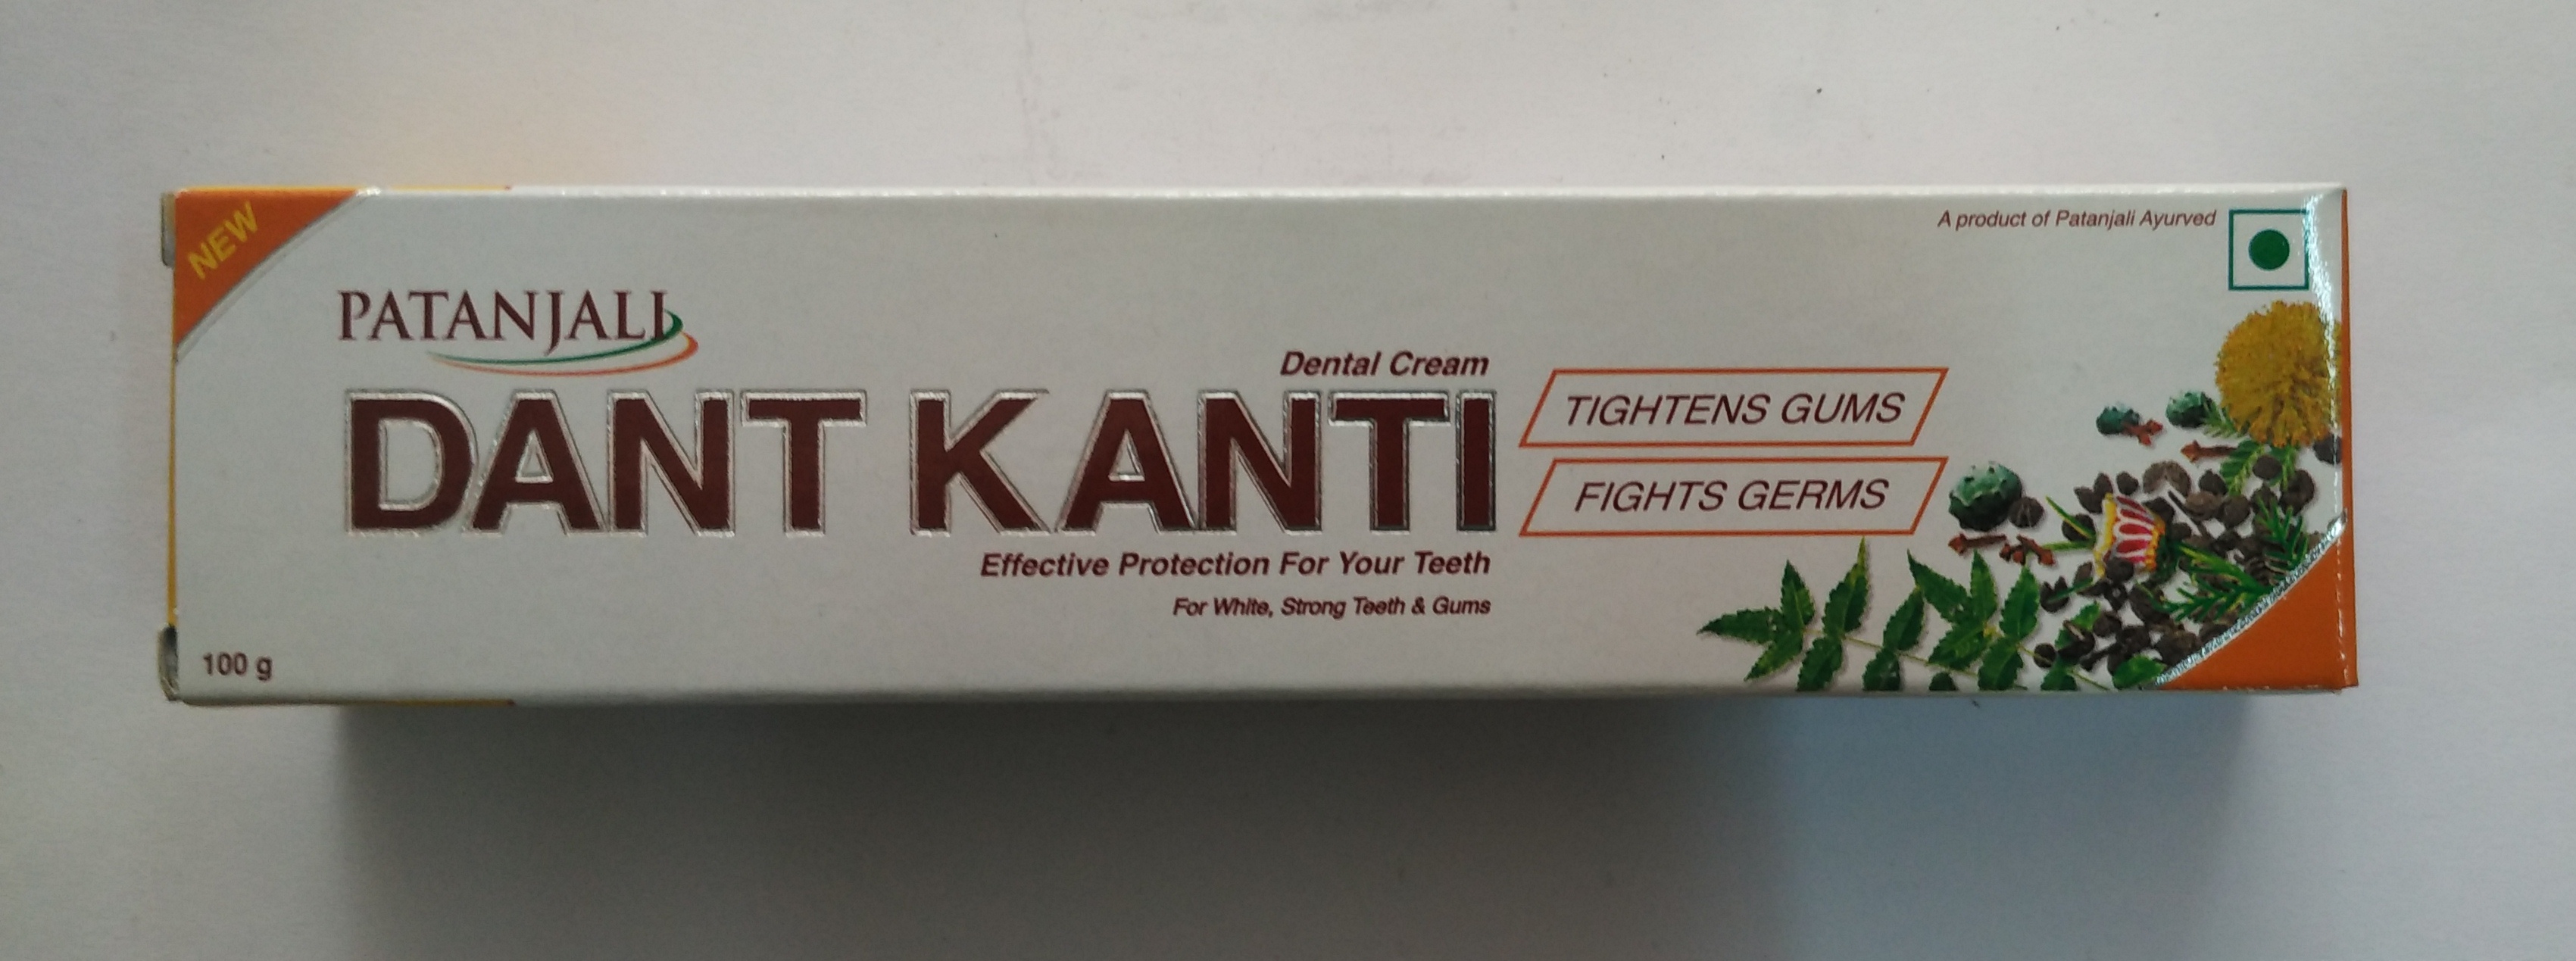 NEW
A product of Patanjali Ayurved
PATANJALI
Dental Cream
DANT KANTI
TIGHTENS GUMS
FIGHTS GERMS
Effective Protection For Your Teeth
For White, Strong Teeth & Gums
100 g